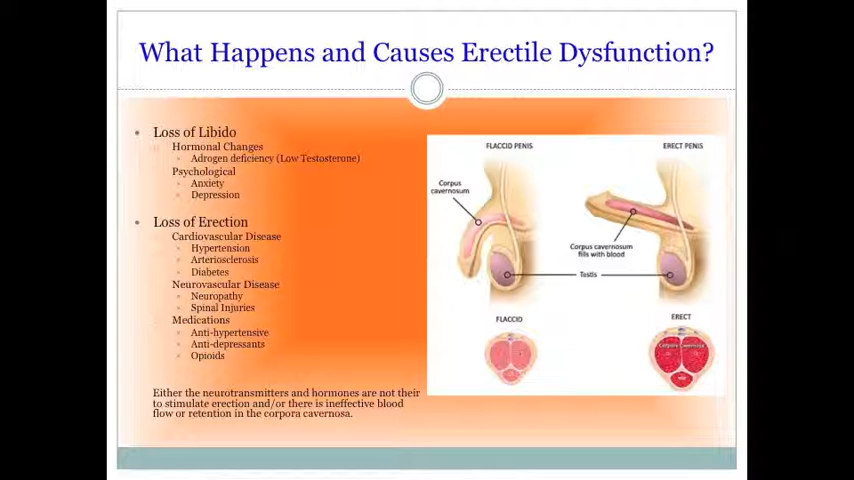 What Happens and Causes Erectile Dysfunction?
Loss of Libido
Hormonal Changes
Adrogen deficiency (Low Testosterone)
Psychological
Anxiety
Depression
Loss of Erection
Cardiovascular Disease
Hypertension
Arteriosclerosis
Diabetes
Neurovascular Disease
Neuropathy
Spinal Injuries
Medications
Anti-hypertensive
Anti-depressants
Opioids
Either the neurotransmitters and hormones are not their
to stimulate erection and/or there is ineffective blood
flow or retention in the corpora cavernosa.
FLACCID PENIS
ERECT PENIS
Corpus
cavernosum
Corpus cavernosum
fills with blood
Testis
FLACCID
ERECT
Corpora Cavernosa